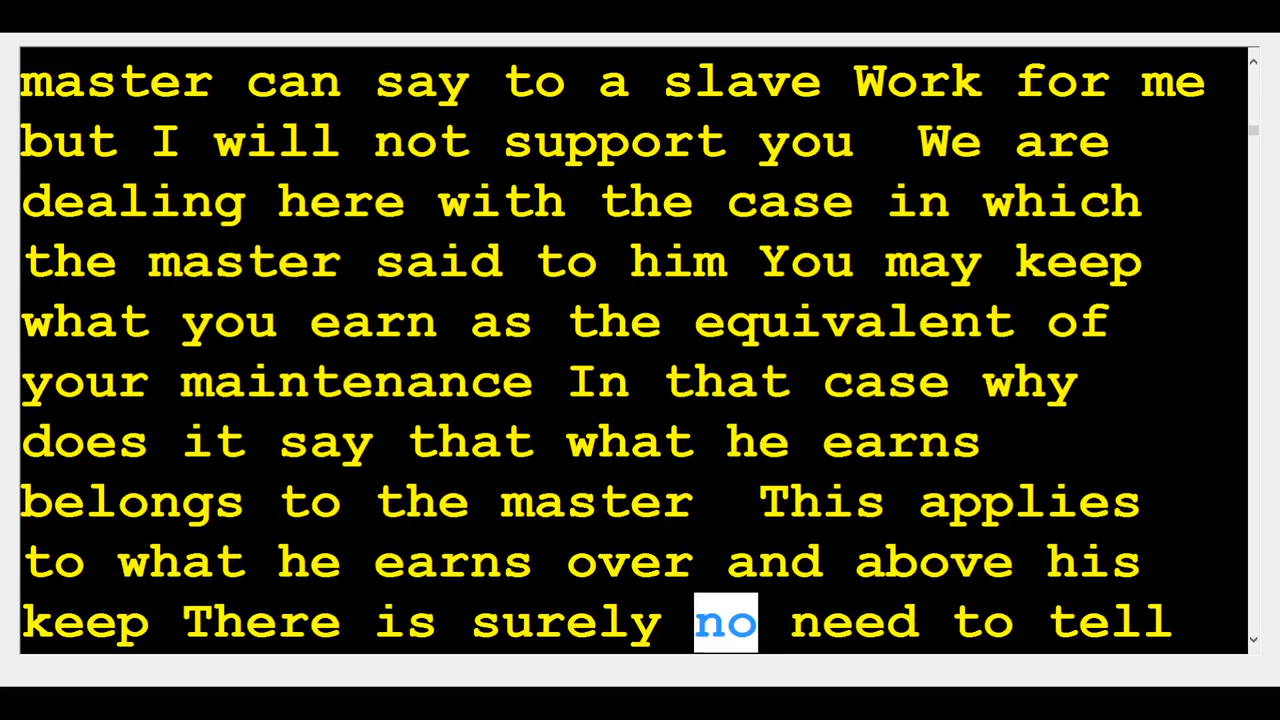 master can say to a slave Work for me
but I will not support you  We are
dealing here with the case in which
the master said to him You may keep
what you earn as the equivalent of
your maintenance In that case why
does it say that what he earns
belongs to the master  This applies
to what he earns over and above his
keep There is surely no need to tell